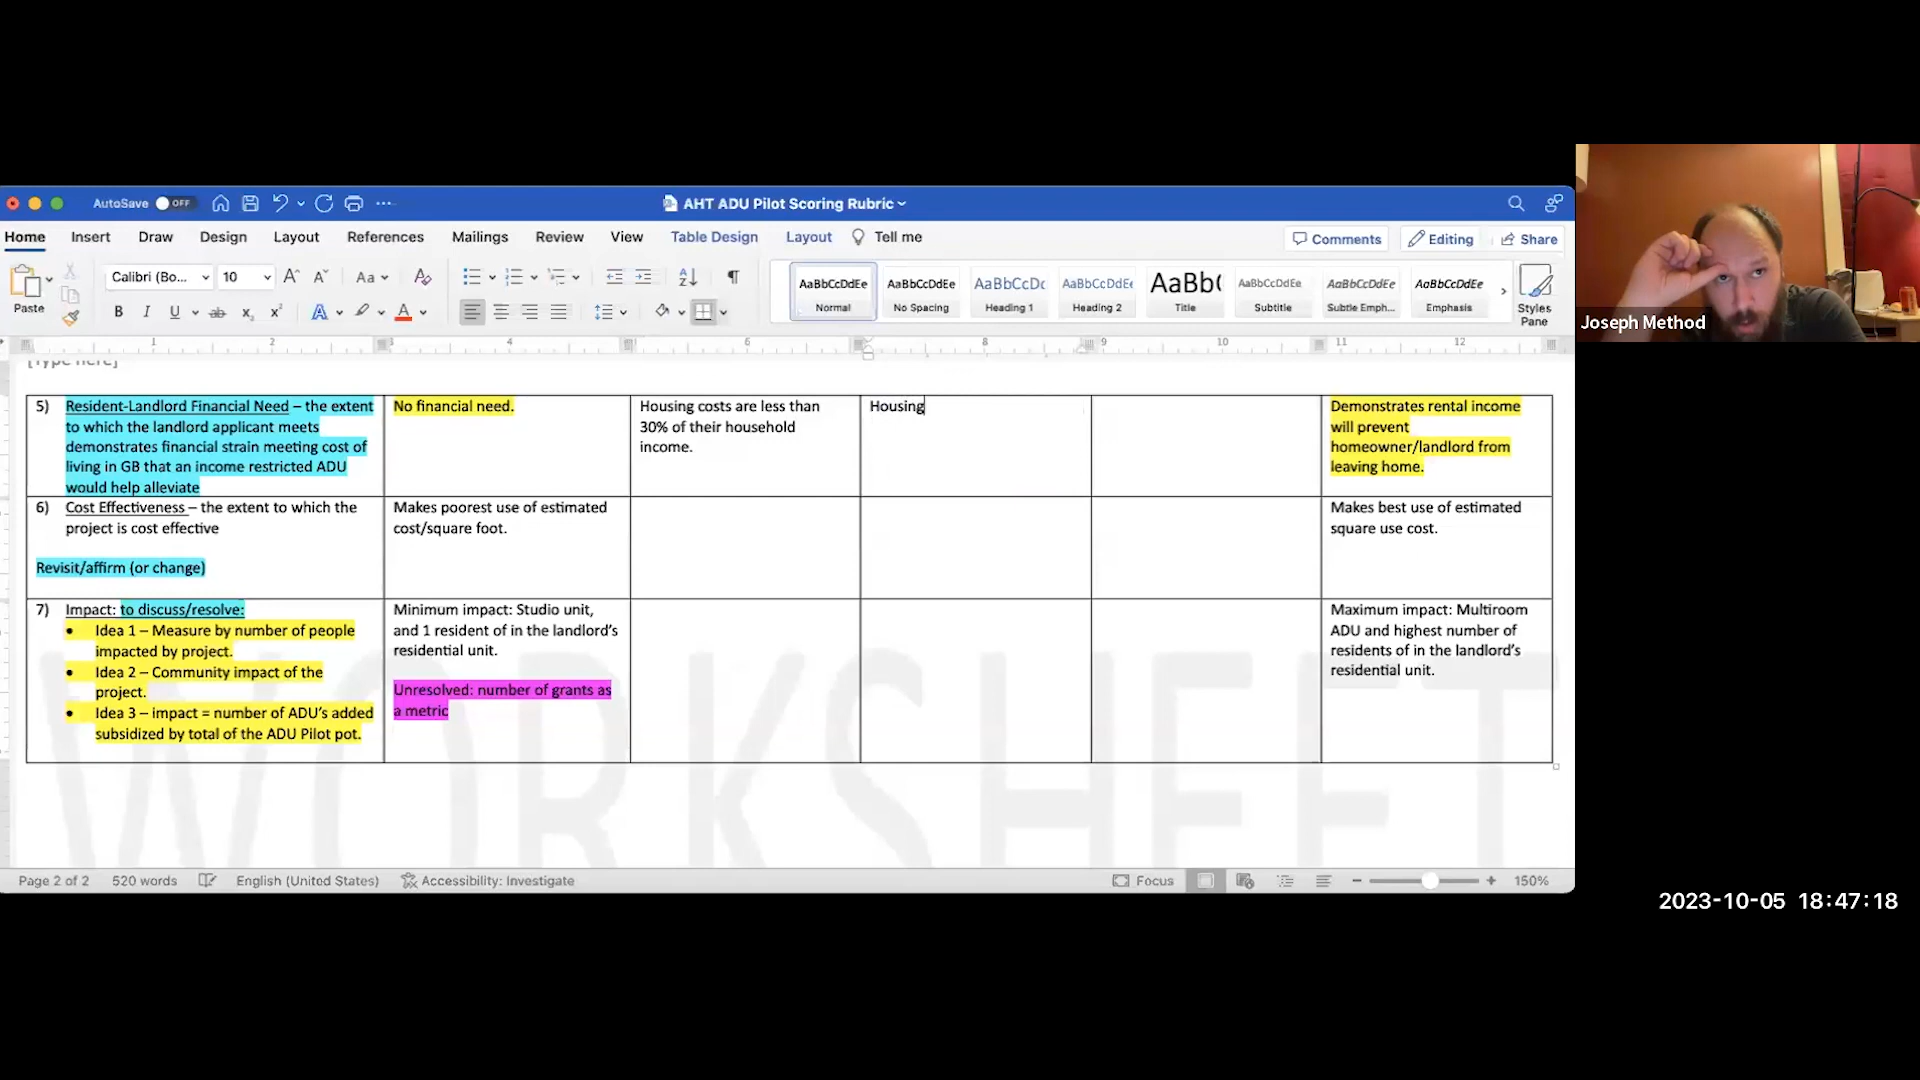 AutoSave OFF
AHT ADU Pilot Scoring Rubric
Home Insert Draw Design Layout References Mailings Review View Table Design Layout Tell me
Comments Editing Share
Paste
Calibri (Bo... 10
AaBbCcDdEe AaBbCcDdEe AaBbCcDc AaBbCcDdEe AaBb( AaBbCcDdEe AaBbCcDdEe AaBbCcDdEe
Normal No Spacing Heading 1 Heading 2 Title Subtitle Subtle Emph... Emphasis
Styles
Pane
1 2 3 4 6 8 9 10 11 12
[Type here]
5) Resident-Landlord Financial Need – the extent
to which the landlord applicant meets
demonstrates financial strain meeting cost of
living in GB that an income restricted ADU
would help alleviate
No financial need.
Housing costs are less than
30% of their household
income.
Housing
Demonstrates rental income
will prevent
homeowner/landlord from
leaving home.
6) Cost Effectiveness – the extent to which the
project is cost effective
Revisit/affirm (or change)
Makes poorest use of estimated
cost/square foot.
Makes best use of estimated
square use cost.
7) Impact: to discuss/resolve:
• Idea 1 – Measure by number of people
impacted by project.
• Idea 2 – Community impact of the
project.
• Idea 3 – impact = number of ADU's added
subsidized by total of the ADU Pilot pot.
Minimum impact: Studio unit,
and 1 resident of in the landlord's
residential unit.
Unresolved: number of grants as
a metric
Maximum impact: Multiroom
ADU and highest number of
residents of in the landlord's
residential unit.
WORKSHEET
Page 2 of 2 520 words English (United States) Accessibility: Investigate Focus 150%
Joseph Method
2023-10-05 18:47:18